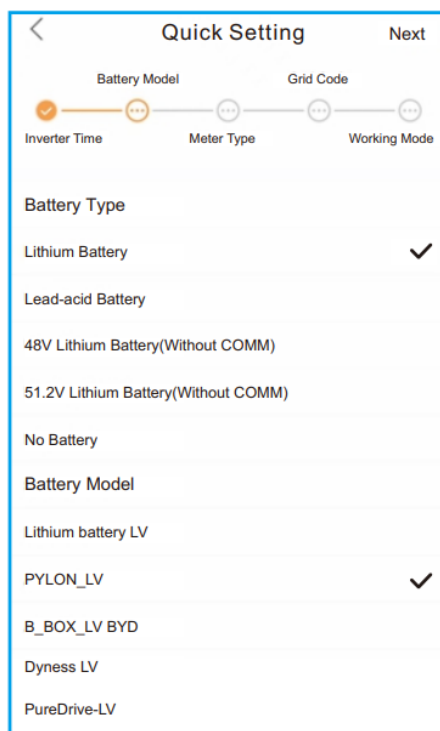 Quick Setting Next
Battery Model Grid Code
Inverter Time Meter Type Working Mode
Battery Type
Lithium Battery
Lead-acid Battery
48V Lithium Battery(Without COMM)
51.2V Lithium Battery(Without COMM)
No Battery
Battery Model
Lithium battery LV
PYLON_LV
B_BOX_LV BYD
Dyness LV
PureDrive-LV